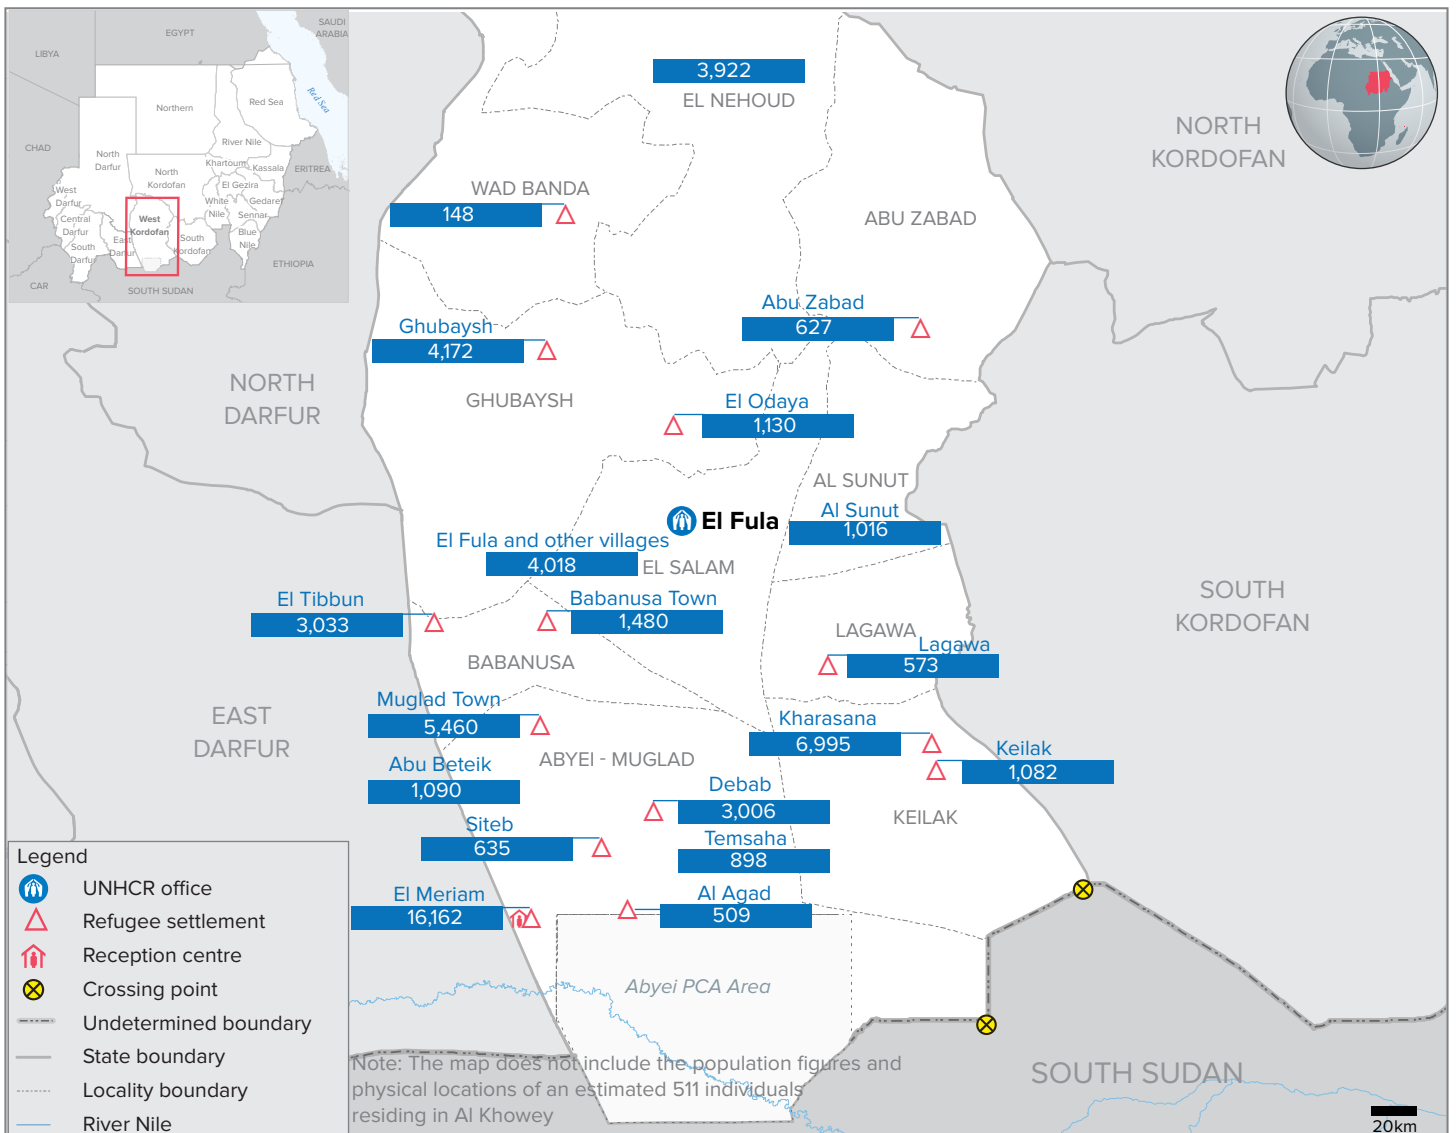 SAUDI
ARABIA
EGYPT
LIBYA
Red Sea
Northern
Red Sea
CHAD
River Nile
North
Darfur
Khartoum
Kassala
ERITREA
North
Kordofan
El Gezira
West
Darfur
White
Nile
Gedaref
Sennar
Central
Darfur
West
Kordofan
South
Darfur
East
Darfur
South
Kordofan
Blue
Nile
ETHIOPIA
CAR
SOUTH SUDAN
3,922
EL NEHOUD
NORTH
KORDOFAN
WAD BANDA
148
ABU ZABAD
Abu Zabad
627
Ghubaysh
4,172
NORTH
DARFUR
GHUBAYSH
El Odaya
1,130
AL SUNUT
Al Sunut
1,016
El Fula
El Fula and other villages
4,018
EL SALAM
El Tibbun
3,033
Babanusa Town
1,480
SOUTH
KORDOFAN
LAGAWA
Lagawa
573
BABANUSA
Muglad Town
5,460
EAST
DARFUR
Kharasana
6,995
Keilak
1,082
ABYEI - MUGLAD
Abu Beteik
1,090
Debab
3,006
KEILAK
Siteb
635
Temsaha
898
El Meriam
16,162
Al Agad
509
Abyei PCA Area
Legend
UNHCR office
Refugee settlement
Reception centre
Crossing point
Undetermined boundary
State boundary
Locality boundary
River Nile
Note: The map does not include the population figures and
physical locations of an estimated 511 individuals
residing in Al Khowey
SOUTH SUDAN
20km